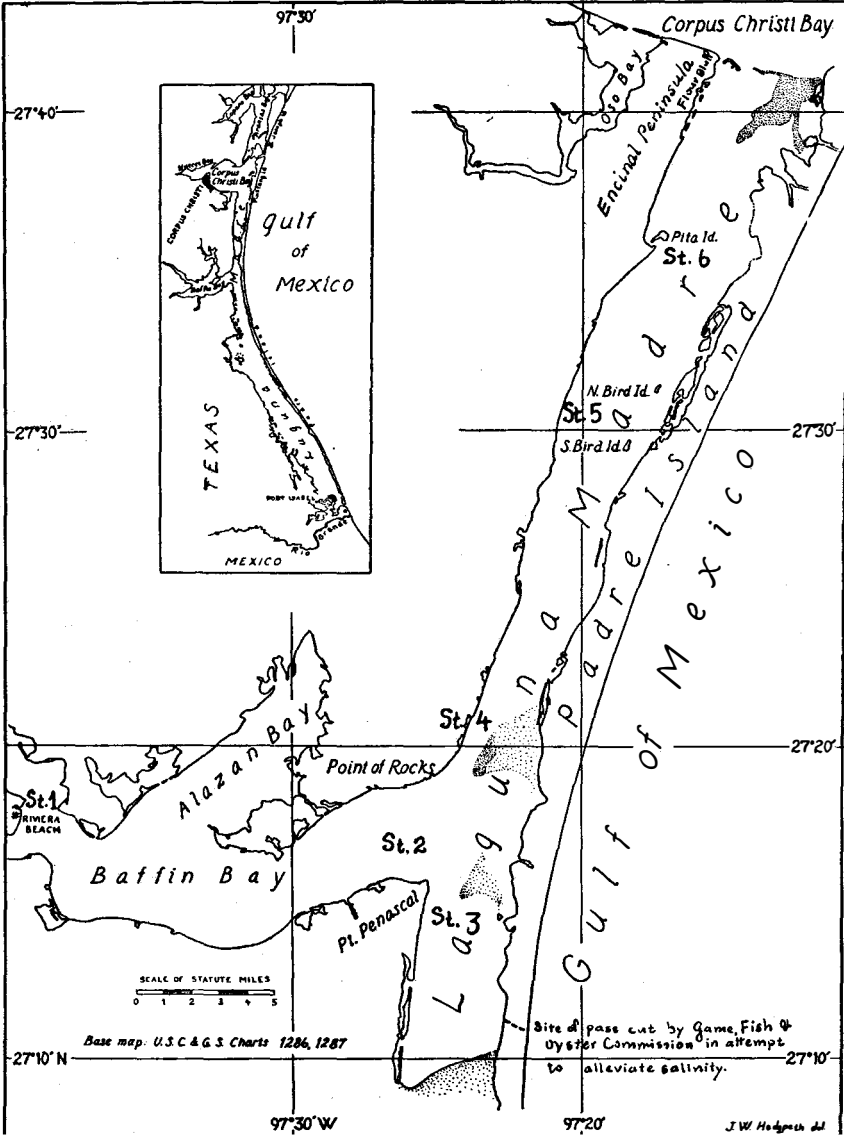 97°30'
Corpus Christi Bay
27°40'
Oso Bay
Flour Bluff
Encinal Peninsula
Corpus Christi Bay
CORPUS CHRISTI
Gulf
of
Mexico
Baffin Bay
Laguna
TEXAS
PORT ISABEL
Rio Grande
MEXICO
Pita Id.
St. 6
N. Bird Id.
St. 5
27°30'
27°30'
S. Bird Id.
Laguna Madre
Padre Island
Gulf of Mexico
St. 4
27°20'
Alazan Bay
Point of Rocks
St. 1
RIVIERA
BEACH
St. 2
Baffin Bay
Pt. Penascal
St. 3
SCALE OF STATUTE MILES
0 1 2 3 4 5
Base map: U.S.C & G.S. Charts 1286, 1287
Site of pass cut by Game, Fish &
Oyster Commission in attempt
to alleviate salinity.
27°10' N
27°10'
97°30' W
97°20'
J.W. Hedgpeth del